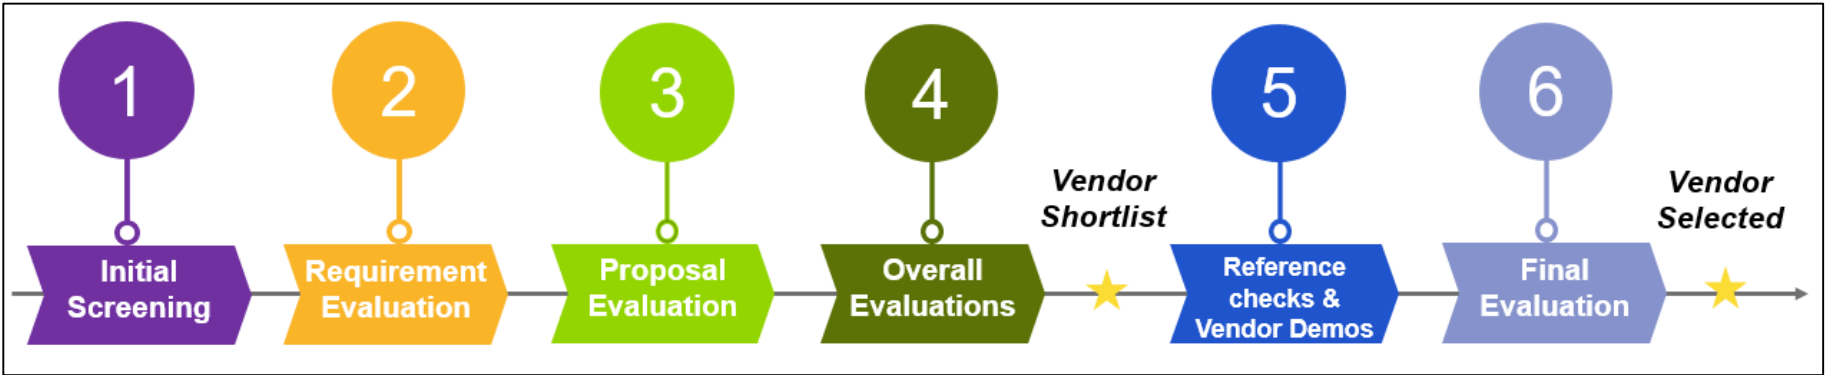 1
2
3
4
5
6
Vendor
Shortlist
Vendor
Selected
Initial
Screening
Requirement
Evaluation
Proposal
Evaluation
Overall
Evaluations
Reference
checks &
Vendor Demos
Final
Evaluation